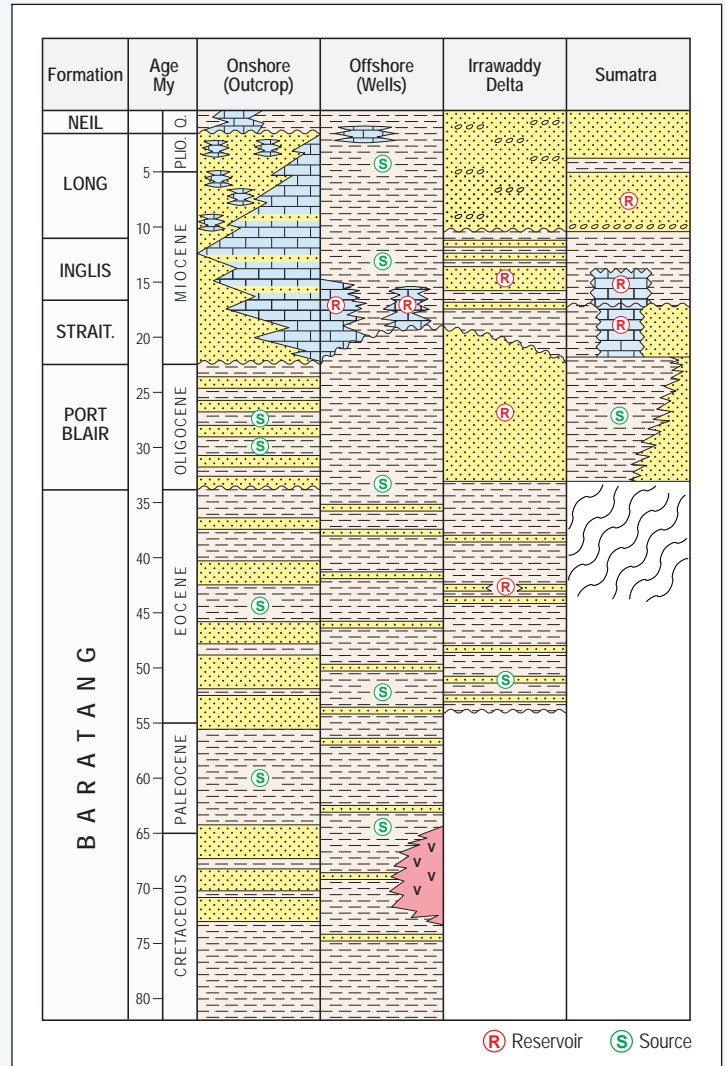 Formation
Age
My
Onshore
(Outcrop)
Offshore
(Wells)
Irrawaddy
Delta
Sumatra
NEIL
LONG
INGLIS
STRAIT.
PORT
BLAIR
BARATANG
5
10
15
20
25
30
35
40
45
50
55
60
65
70
75
80
Q.
PLIO.
MIOCENE
OLIGOCENE
EOCENE
PALEOCENE
CRETACEOUS
S
S
S
S
S
R
R
S
S
S
S
V
V
V
V
R
R
R
S
R
R
R
S
R Reservoir
S Source